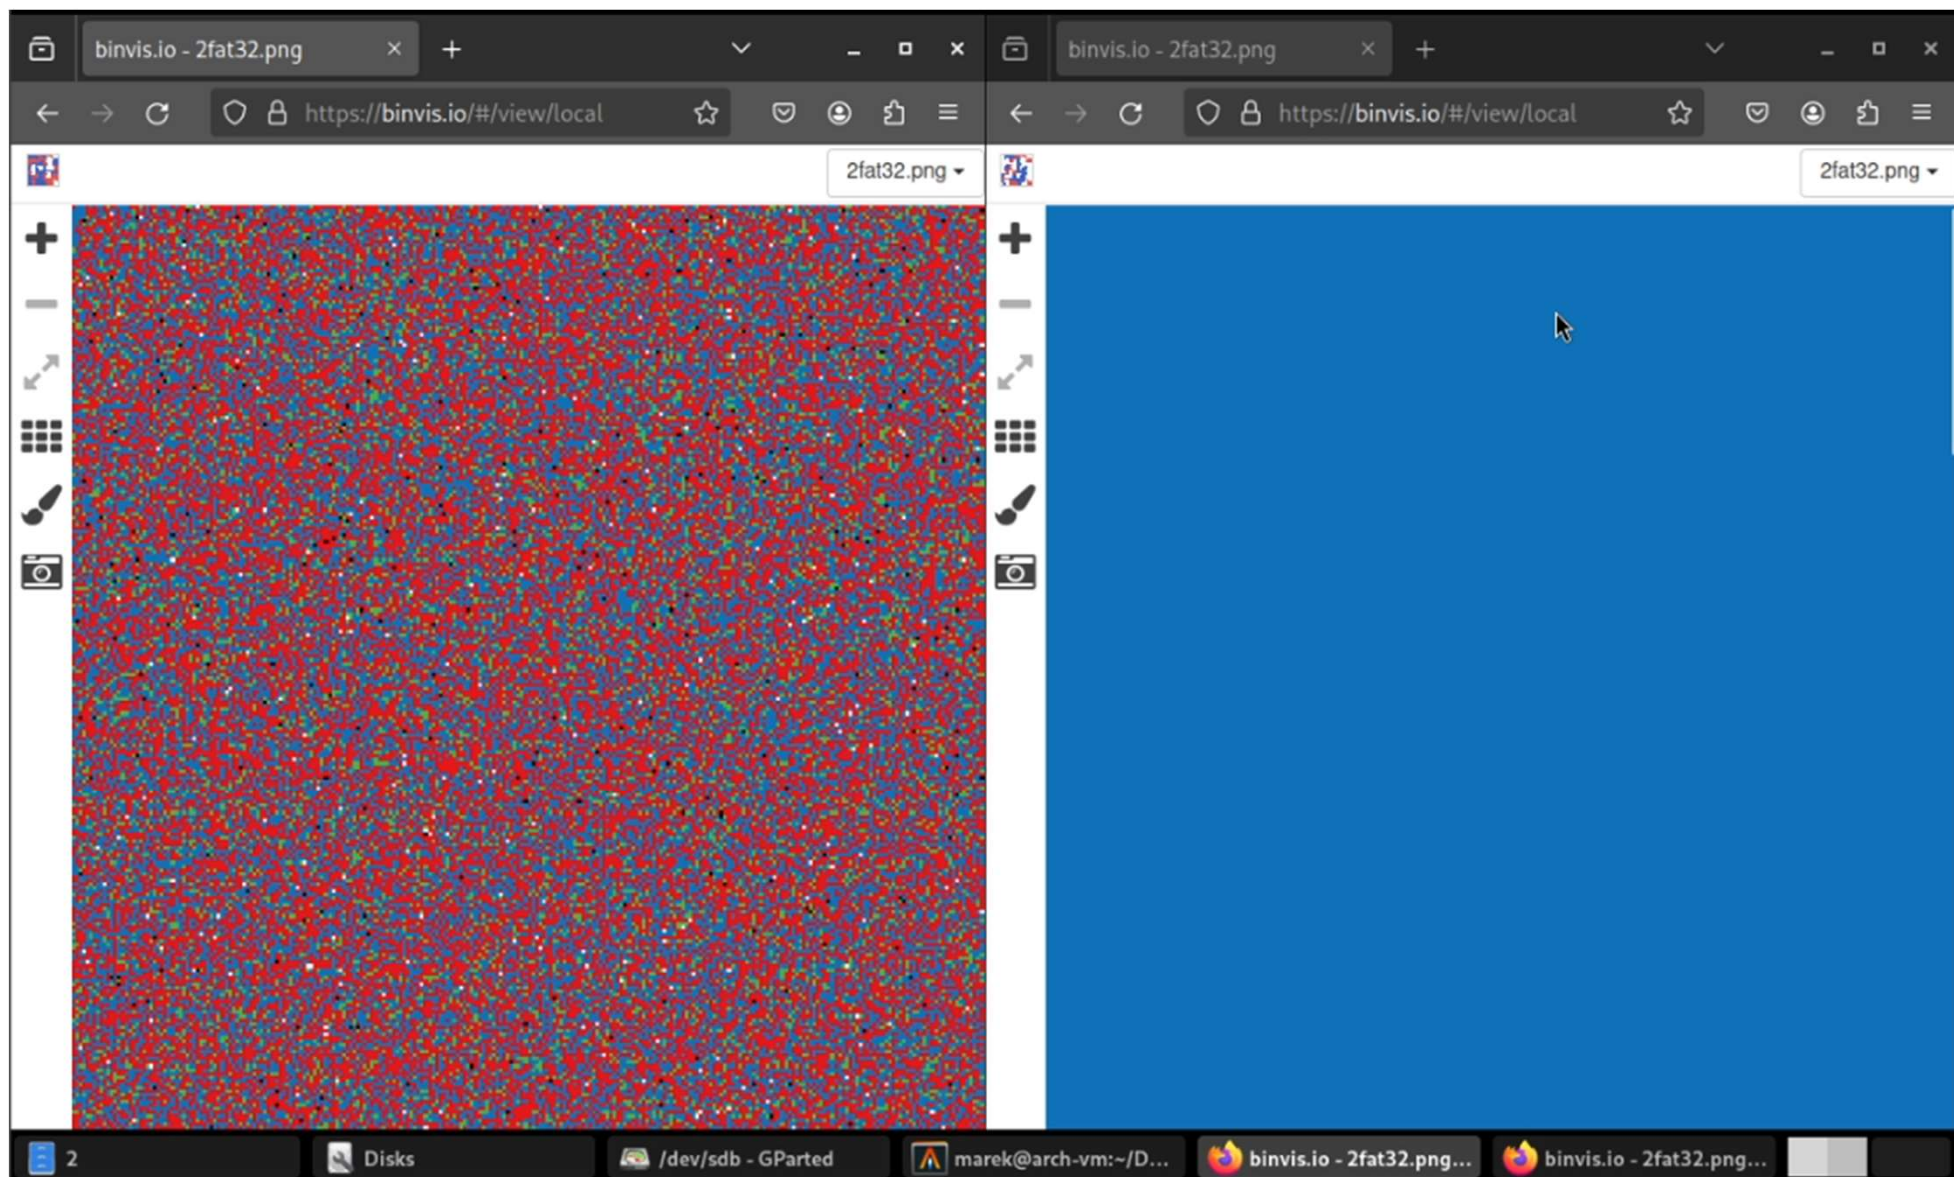 binvis.io - 2fat32.png
https://binvis.io/#/view/local
2fat32.png
binvis.io - 2fat32.png
https://binvis.io/#/view/local
2fat32.png
2
Disks
/dev/sdb - GParted
marek@arch-vm:~/D...
binvis.io - 2fat32.png...
binvis.io - 2fat32.png...